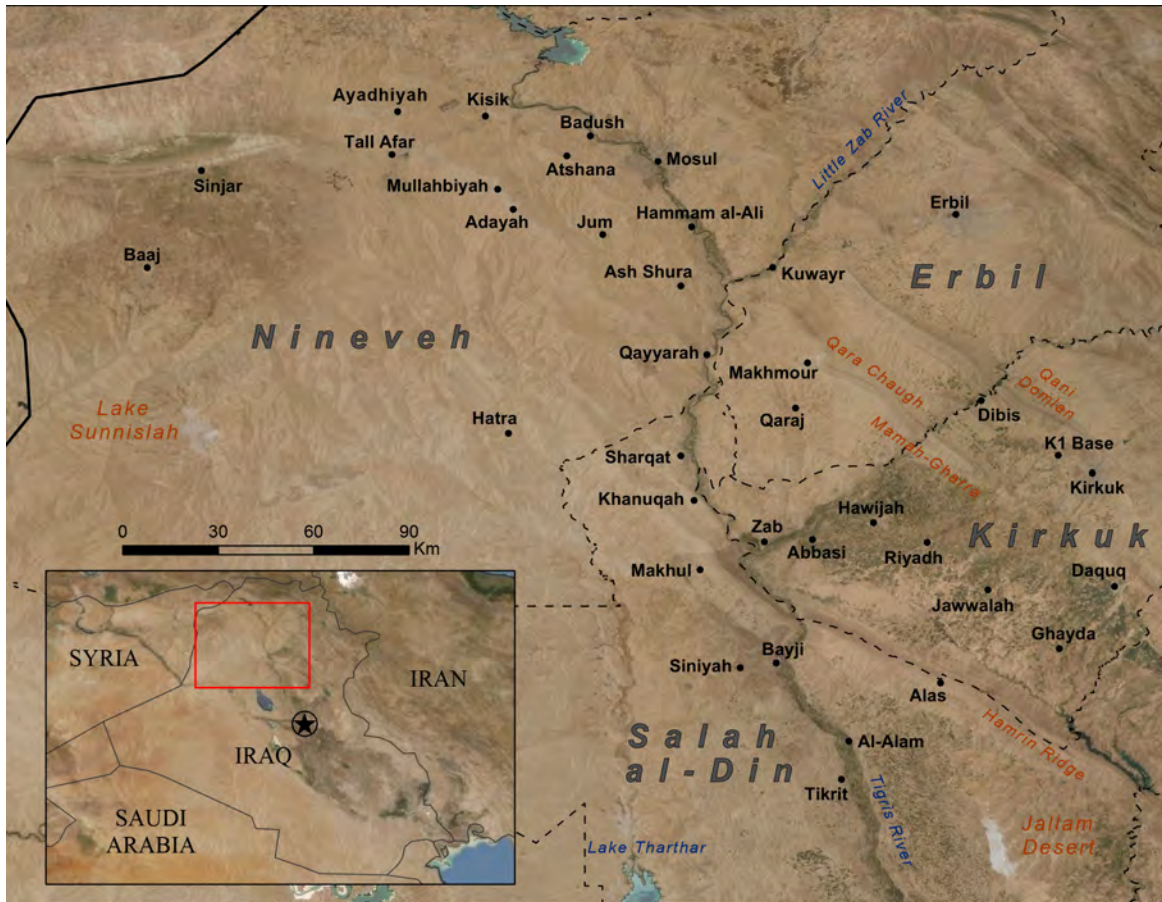 Ayadhiyah
Kisik
Badush
Tall Afar
Atshana
Mosul
Sinjar
Mullahbiyah
Adayah
Jum
Hammam al-Ali
Little Zab River
Erbil
Baaj
Ash Shura
Kuwayr
Erbil
Nineveh
Qayyarah
Makhmour
Qara Chaugh
Qani
Domlan
Lake
Sunnislah
Hatra
Qaraj
Dibis
Mamah-Ghatra
K1 Base
Sharqat
Kirkuk
Khanuqah
Hawijah
Zab
Abbasi
Riyadh
Kirkuk
Makhul
Jawwalah
Daquq
Ghayda
Siniyah
Bayji
Alas
Hamrin Ridge
Salah
al-Din
Al-Alam
Tikrit
Tigris River
Lake Tharthar
Jallam
Desert
0 30 60 90
Km
SYRIA
IRAN
IRAQ
SAUDI
ARABIA